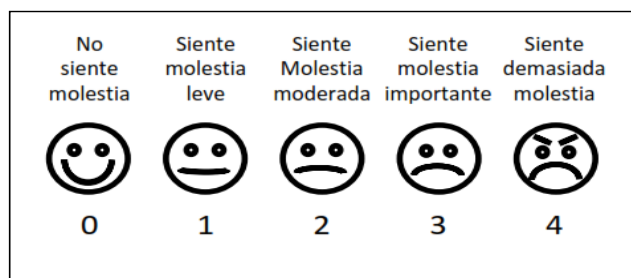 No siente molestia
Siente molestia leve
Siente Molestia moderada
Siente molestia importante
Siente demasiada molestia
0 1 2 3 4